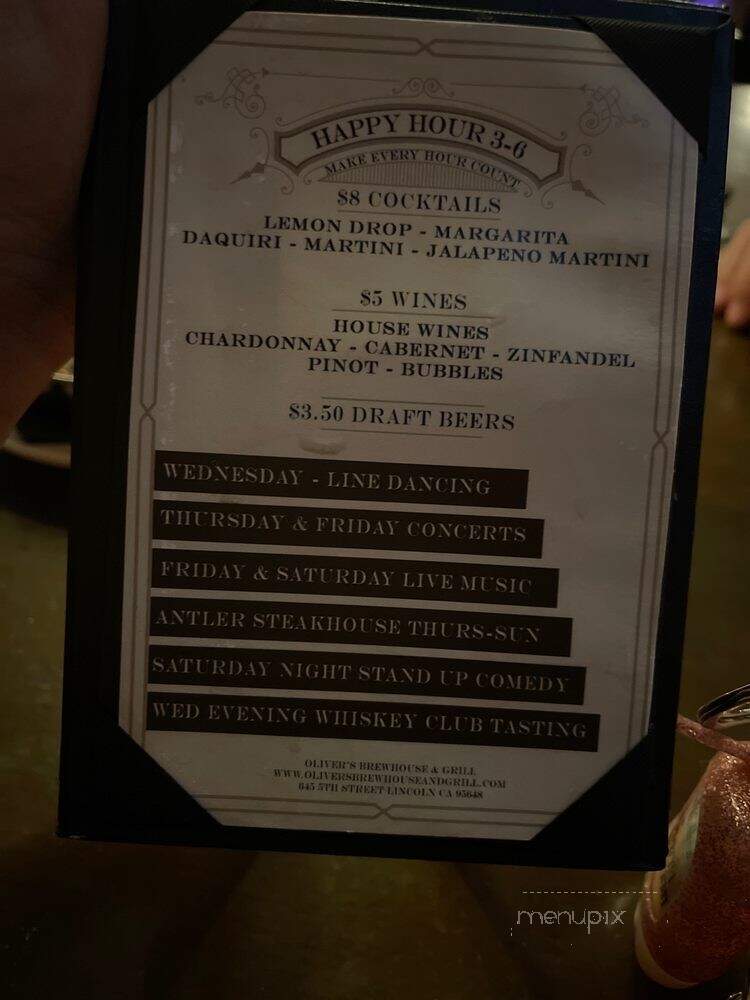 HAPPY HOUR 3-6
MAKE EVERY HOUR COUNT
$8 COCKTAILS
LEMON DROP - MARGARITA
DAQUIRI - MARTINI - JALAPENO MARTINI
$5 WINES
HOUSE WINES
CHARDONNAY - CABERNET - ZINFANDEL
PINOT - BUBBLES
$3.50 DRAFT BEERS
WEDNESDAY - LINE DANCING
THURSDAY & FRIDAY CONCERTS
FRIDAY & SATURDAY LIVE MUSIC
ANTLER STEAKHOUSE THURS-SUN
SATURDAY NIGHT STAND UP COMEDY
WED EVENING WHISKEY CLUB TASTING
OLIVER'S BREWHOUSE & GRILL
WWW.OLIVERSBREWHOUSEANDGRILL.COM
645 5TH STREET LINCOLN CA 95648
menupix